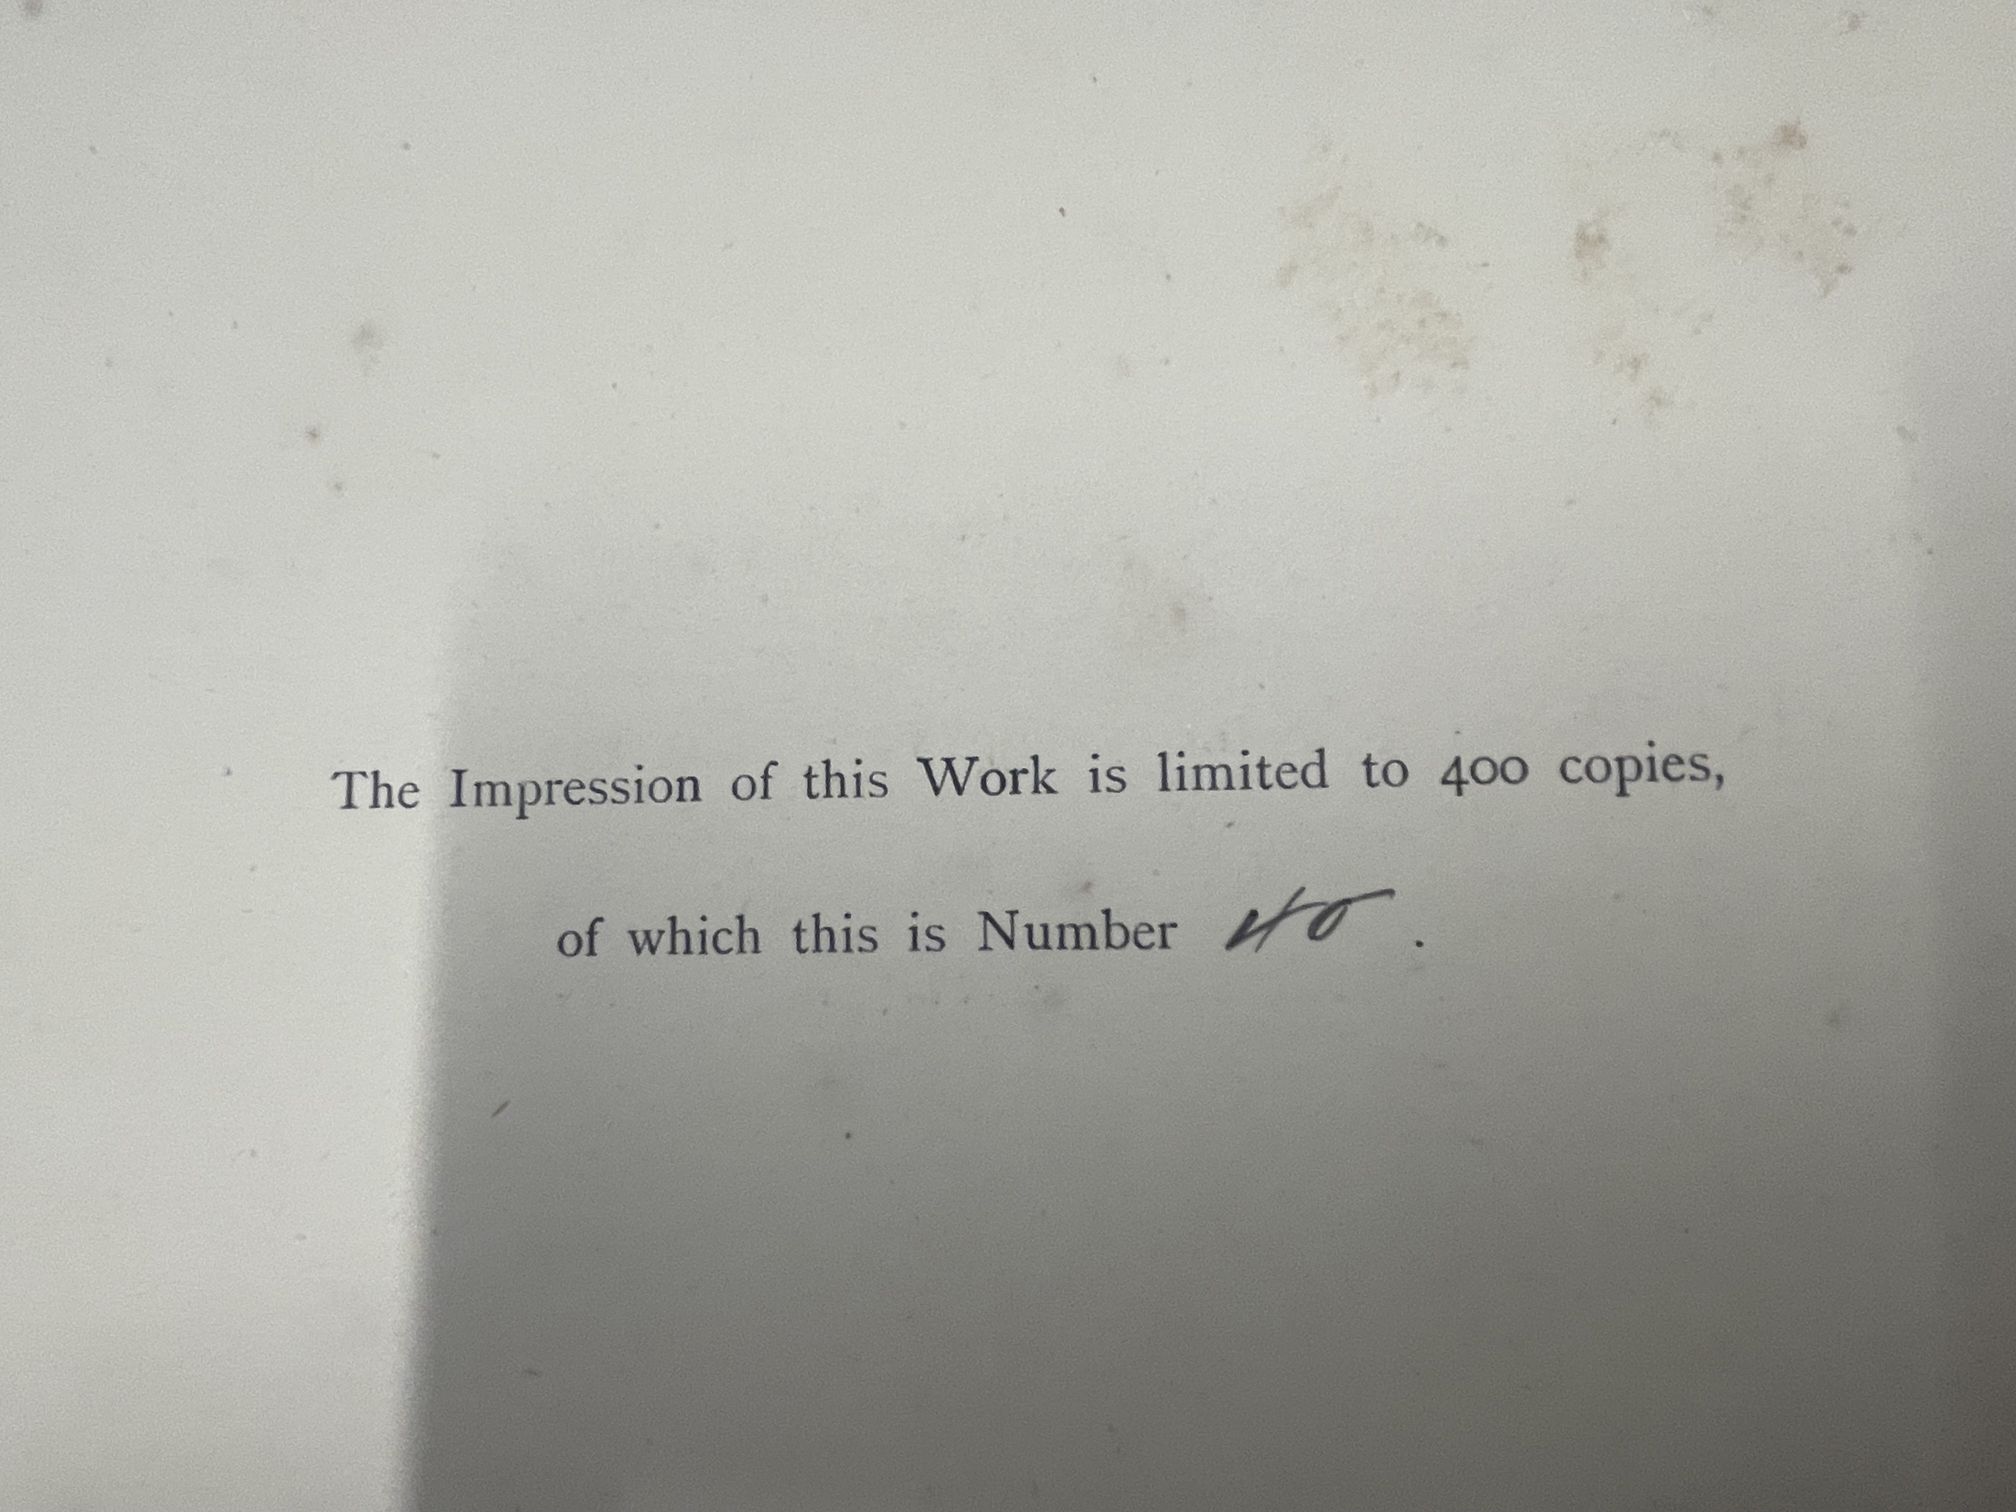 The Impression of this Work is limited to 400 copies,
of which this is Number 40 .